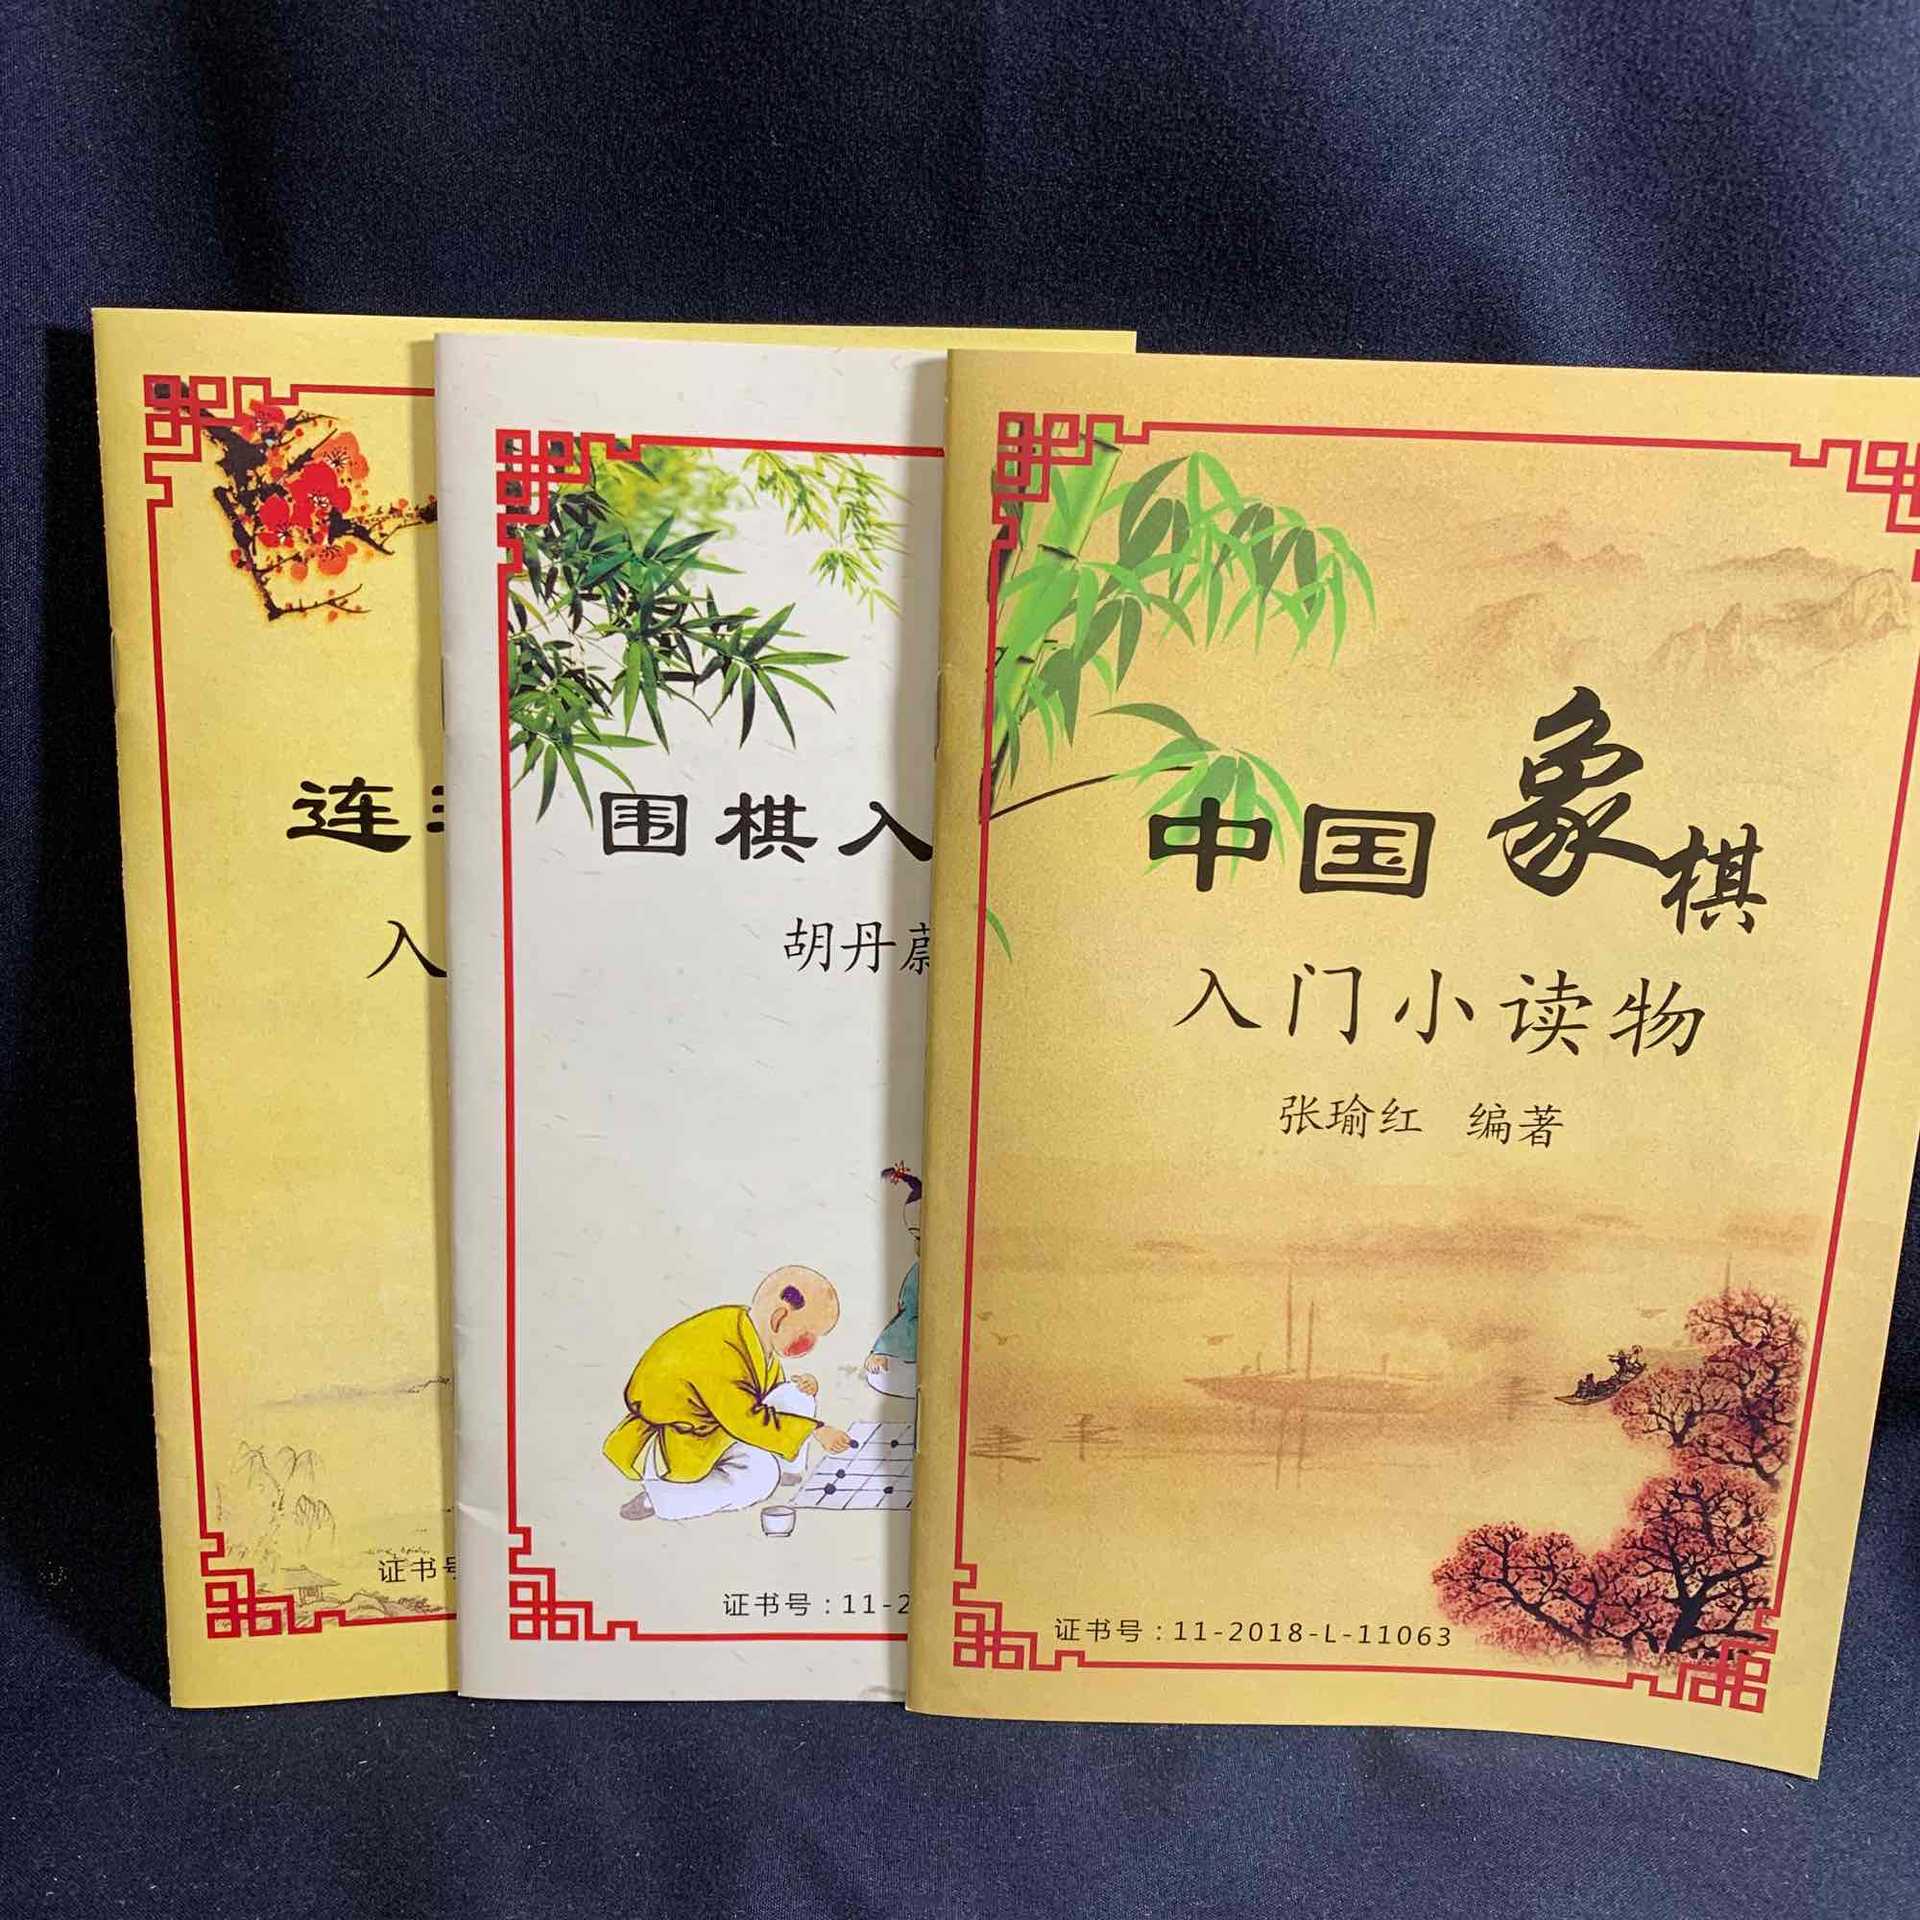 连
入
证书号
围棋入
胡丹蔚
证书号：11-2
中国象棋
入门小读物
张瑜红 编著
证书号：11-2018-L-11063